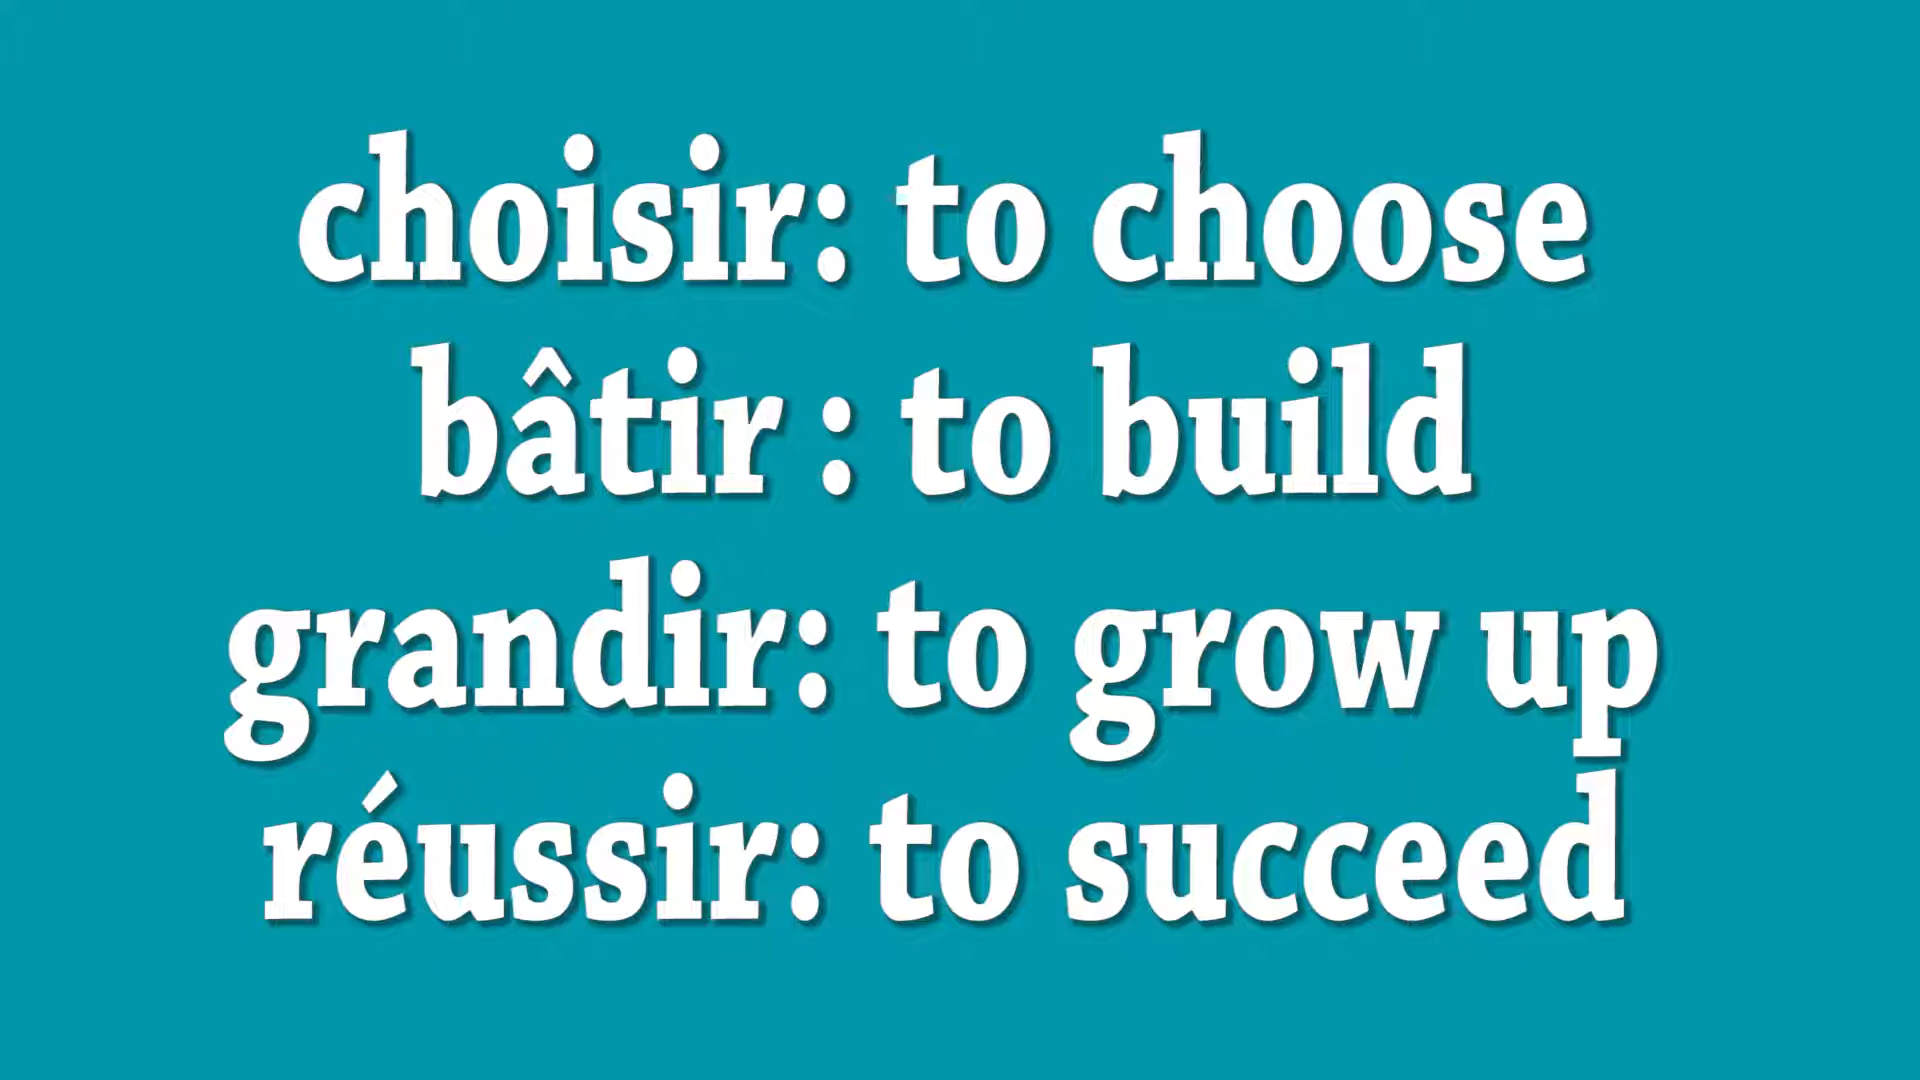 choisir: to choose
bâtir : to build
grandir: to grow up
réussir: to succeed